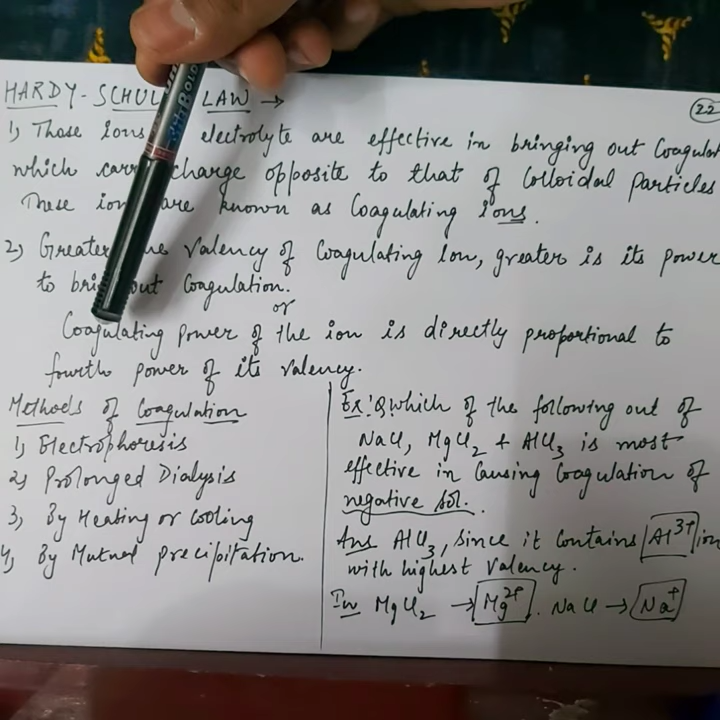 HARDY-SCHUL LAW →
22
1) Those ions electrolyte are effective in bringing out Coagulat
which carr charge opposite to that of Colloidal Particles
These ion are known as Coagulating ions.
2) Greater the Valency of Coagulating Ion, greater is its power
to bring out Coagulation.
or
Coagulating power of the ion is directly proportional to
fourth power of its valency.
Methods of Coagulation
1) Electrophoresis
2) Prolonged Dialysis
3) By Heating or Cooling
4) By Mutual precipitation.
Ex: Q Which of the following out of
NaCl, MgCl2 + AlCl3 is most
effective in Causing Coagulation of
negative Sol.
Ans AlCl3, Since it Contains Al3+ ion
with highest Valency.
In MgCl2 → Mg2+. NaCl → Na+